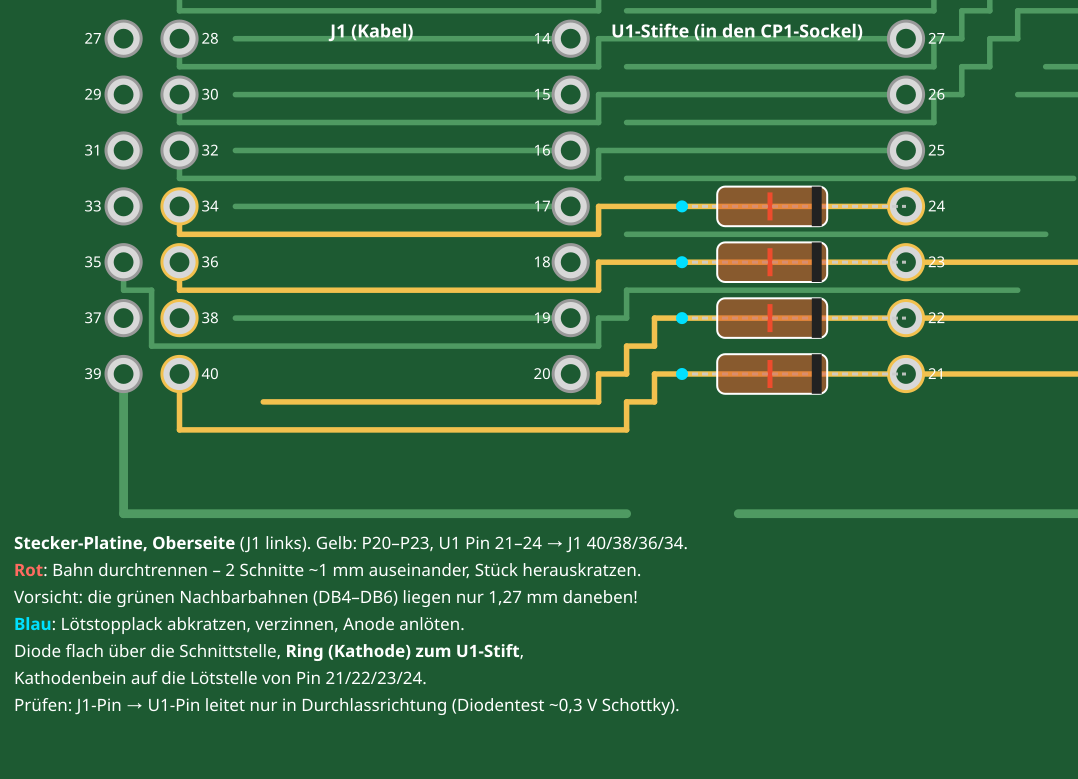 J1 (Kabel) U1-Stifte (in den CP1-Sockel)
27 28 14 27
29 30 15 26
31 32 16 25
33 34 17 24
35 36 18 23
37 38 19 22
39 40 20 21
Stecker-Platine, Oberseite (J1 links). Gelb: P20–P23, U1 Pin 21–24 → J1 40/38/36/34.
Rot: Bahn durchtrennen – 2 Schnitte ~1 mm auseinander, Stück herauskratzen.
Vorsicht: die grünen Nachbarbahnen (DB4–DB6) liegen nur 1,27 mm daneben!
Blau: Lötstopplack abkratzen, verzinnen, Anode anlöten.
Diode flach über die Schnittstelle, Ring (Kathode) zum U1-Stift,
Kathodenbein auf die Lötstelle von Pin 21/22/23/24.
Prüfen: J1-Pin → U1-Pin leitet nur in Durchlassrichtung (Diodentest ~0,3 V Schottky).